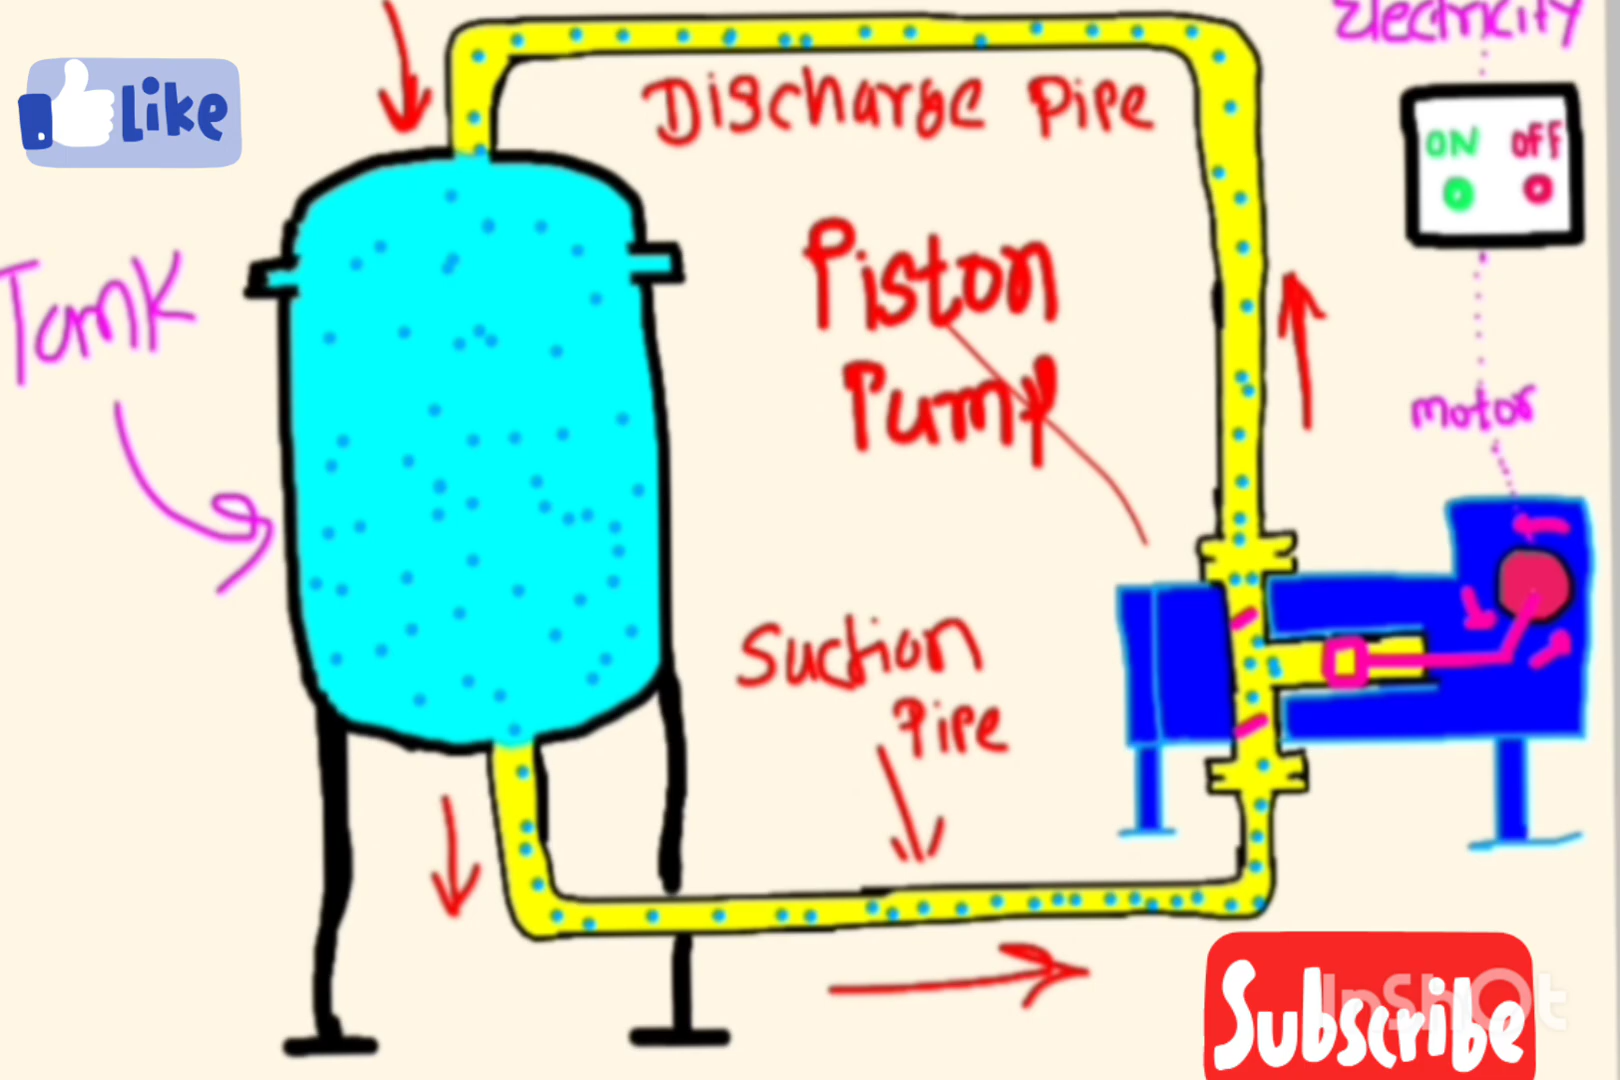 Electricity
Like
Discharge Pipe
ON OFF
Tank
Piston
Pump
motor
Suction
Pipe
Subscribe
InShOt